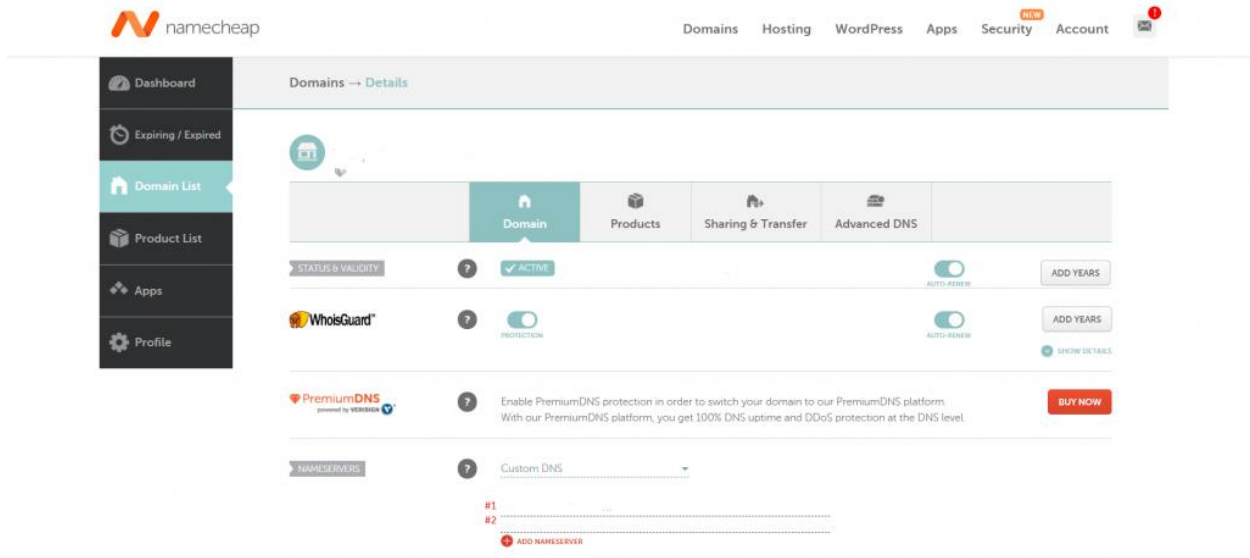 namecheap
Domains Hosting WordPress Apps Security NEW Account !
Dashboard
Domains → Details
Expiring / Expired
Domain List
Product List
Apps
Profile
Domain Products Sharing & Transfer Advanced DNS
STATUS & VALIDITY ? ACTIVE AUTO-RENEW ADD YEARS
WhoisGuard™ ? PROTECTION AUTO-RENEW ADD YEARS
SHOW DETAILS
PremiumDNS powered by VERISIGN ? Enable PremiumDNS protection in order to switch your domain to our PremiumDNS platform. BUY NOW
With our PremiumDNS platform, you get 100% DNS uptime and DDoS protection at the DNS level.
NAMESERVERS ? Custom DNS
#1
#2
ADD NAMESERVER